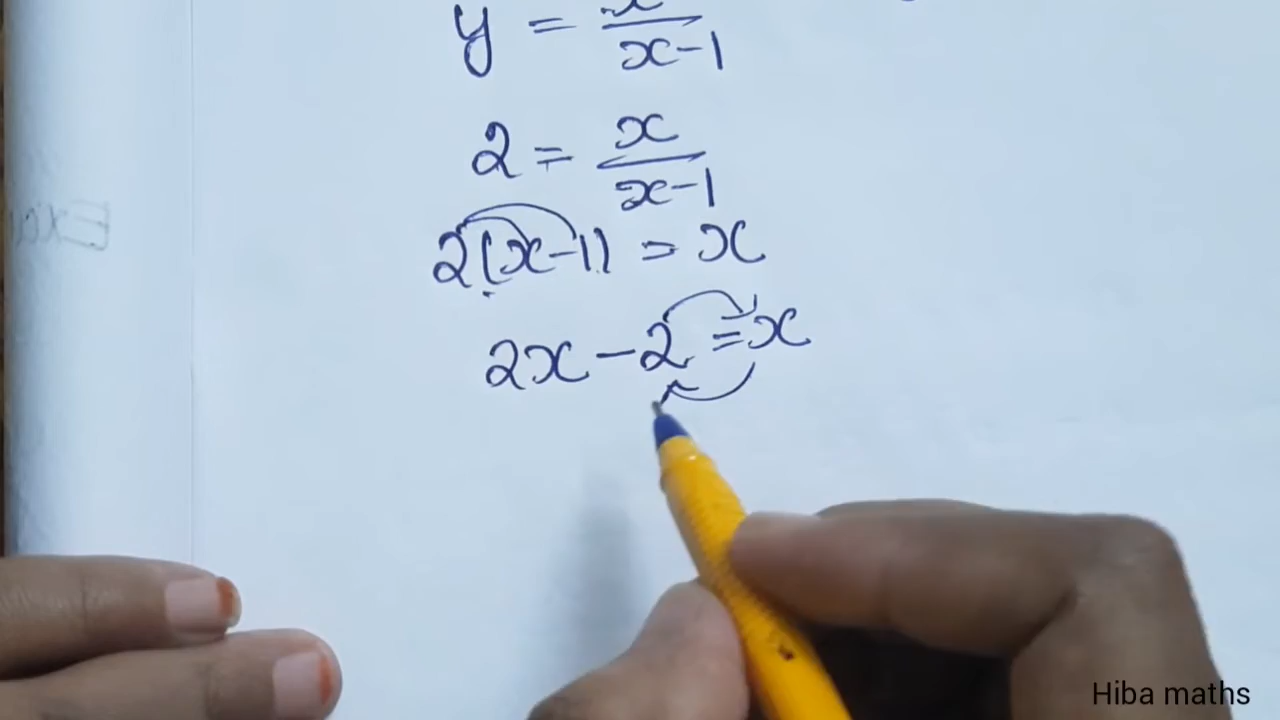 y = x/(x-1)
2 = x/(x-1)
2(x-1) = x
2x - 2 = x
Hiba maths